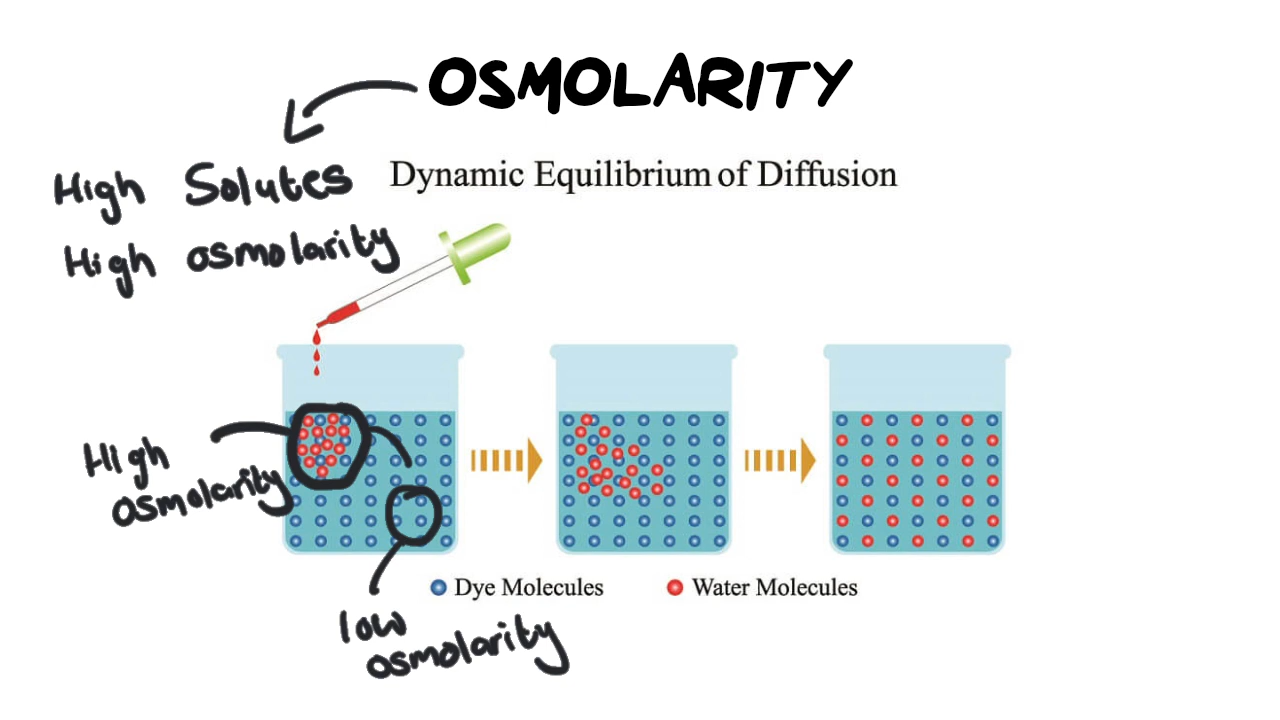 OSMOLARITY
High Solutes
High osmolarity
Dynamic Equilibrium of Diffusion
High
osmolarity
Dye Molecules
Water Molecules
low
osmolarity